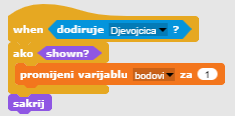 when dodiruje Djevojcica ?
ako shown?
promijeni varijablu bodovi za 1
sakrij